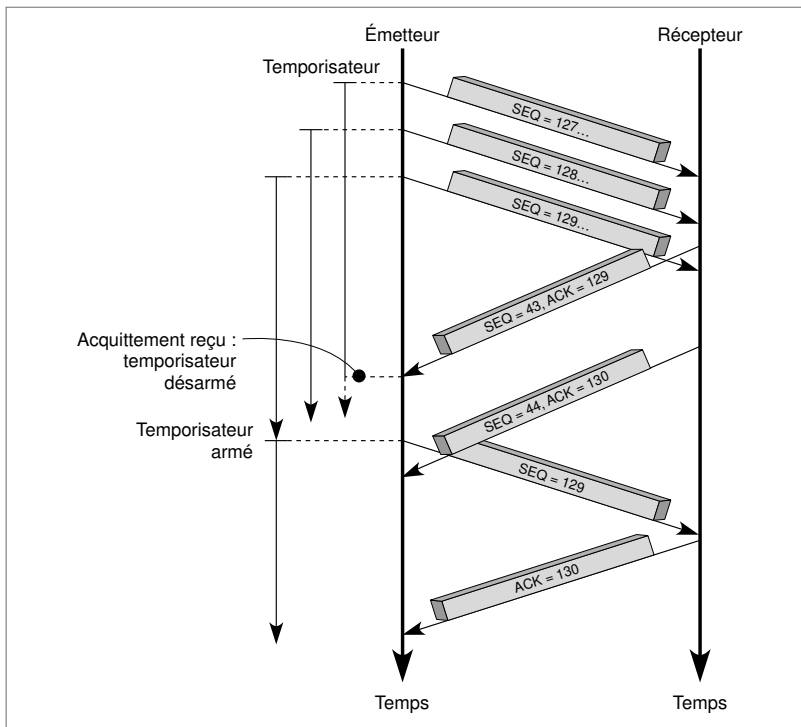 Émetteur
Récepteur
Temporisateur
SEQ = 127...
SEQ = 128...
SEQ = 129...
SEQ = 43, ACK = 129
Acquittement reçu :
temporisateur
désarmé
SEQ = 44, ACK = 130
Temporisateur
armé
SEQ = 129
ACK = 130
Temps
Temps